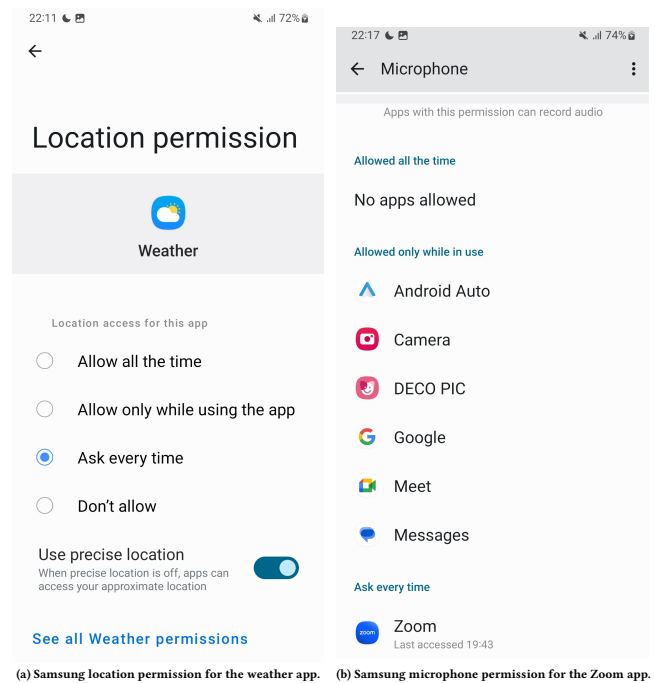 22:11
72%
Location permission
Weather
Location access for this app
Allow all the time
Allow only while using the app
Ask every time
Don't allow
Use precise location
When precise location is off, apps can
access your approximate location
See all Weather permissions
(a) Samsung location permission for the weather app.
22:17
74%
Microphone
Apps with this permission can record audio
Allowed all the time
No apps allowed
Allowed only while in use
Android Auto
Camera
DECO PIC
Google
Meet
Messages
Ask every time
zoom
Zoom
Last accessed 19:43
(b) Samsung microphone permission for the Zoom app.